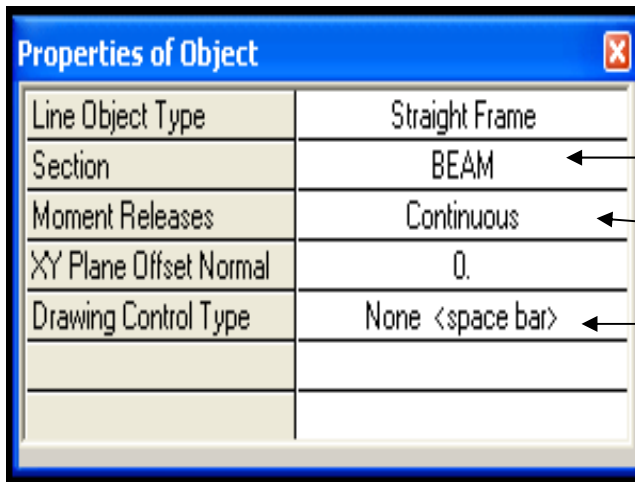 Properties of Object
Line Object Type Straight Frame
Section BEAM
Moment Releases Continuous
XY Plane Offset Normal 0.
Drawing Control Type None <space bar>